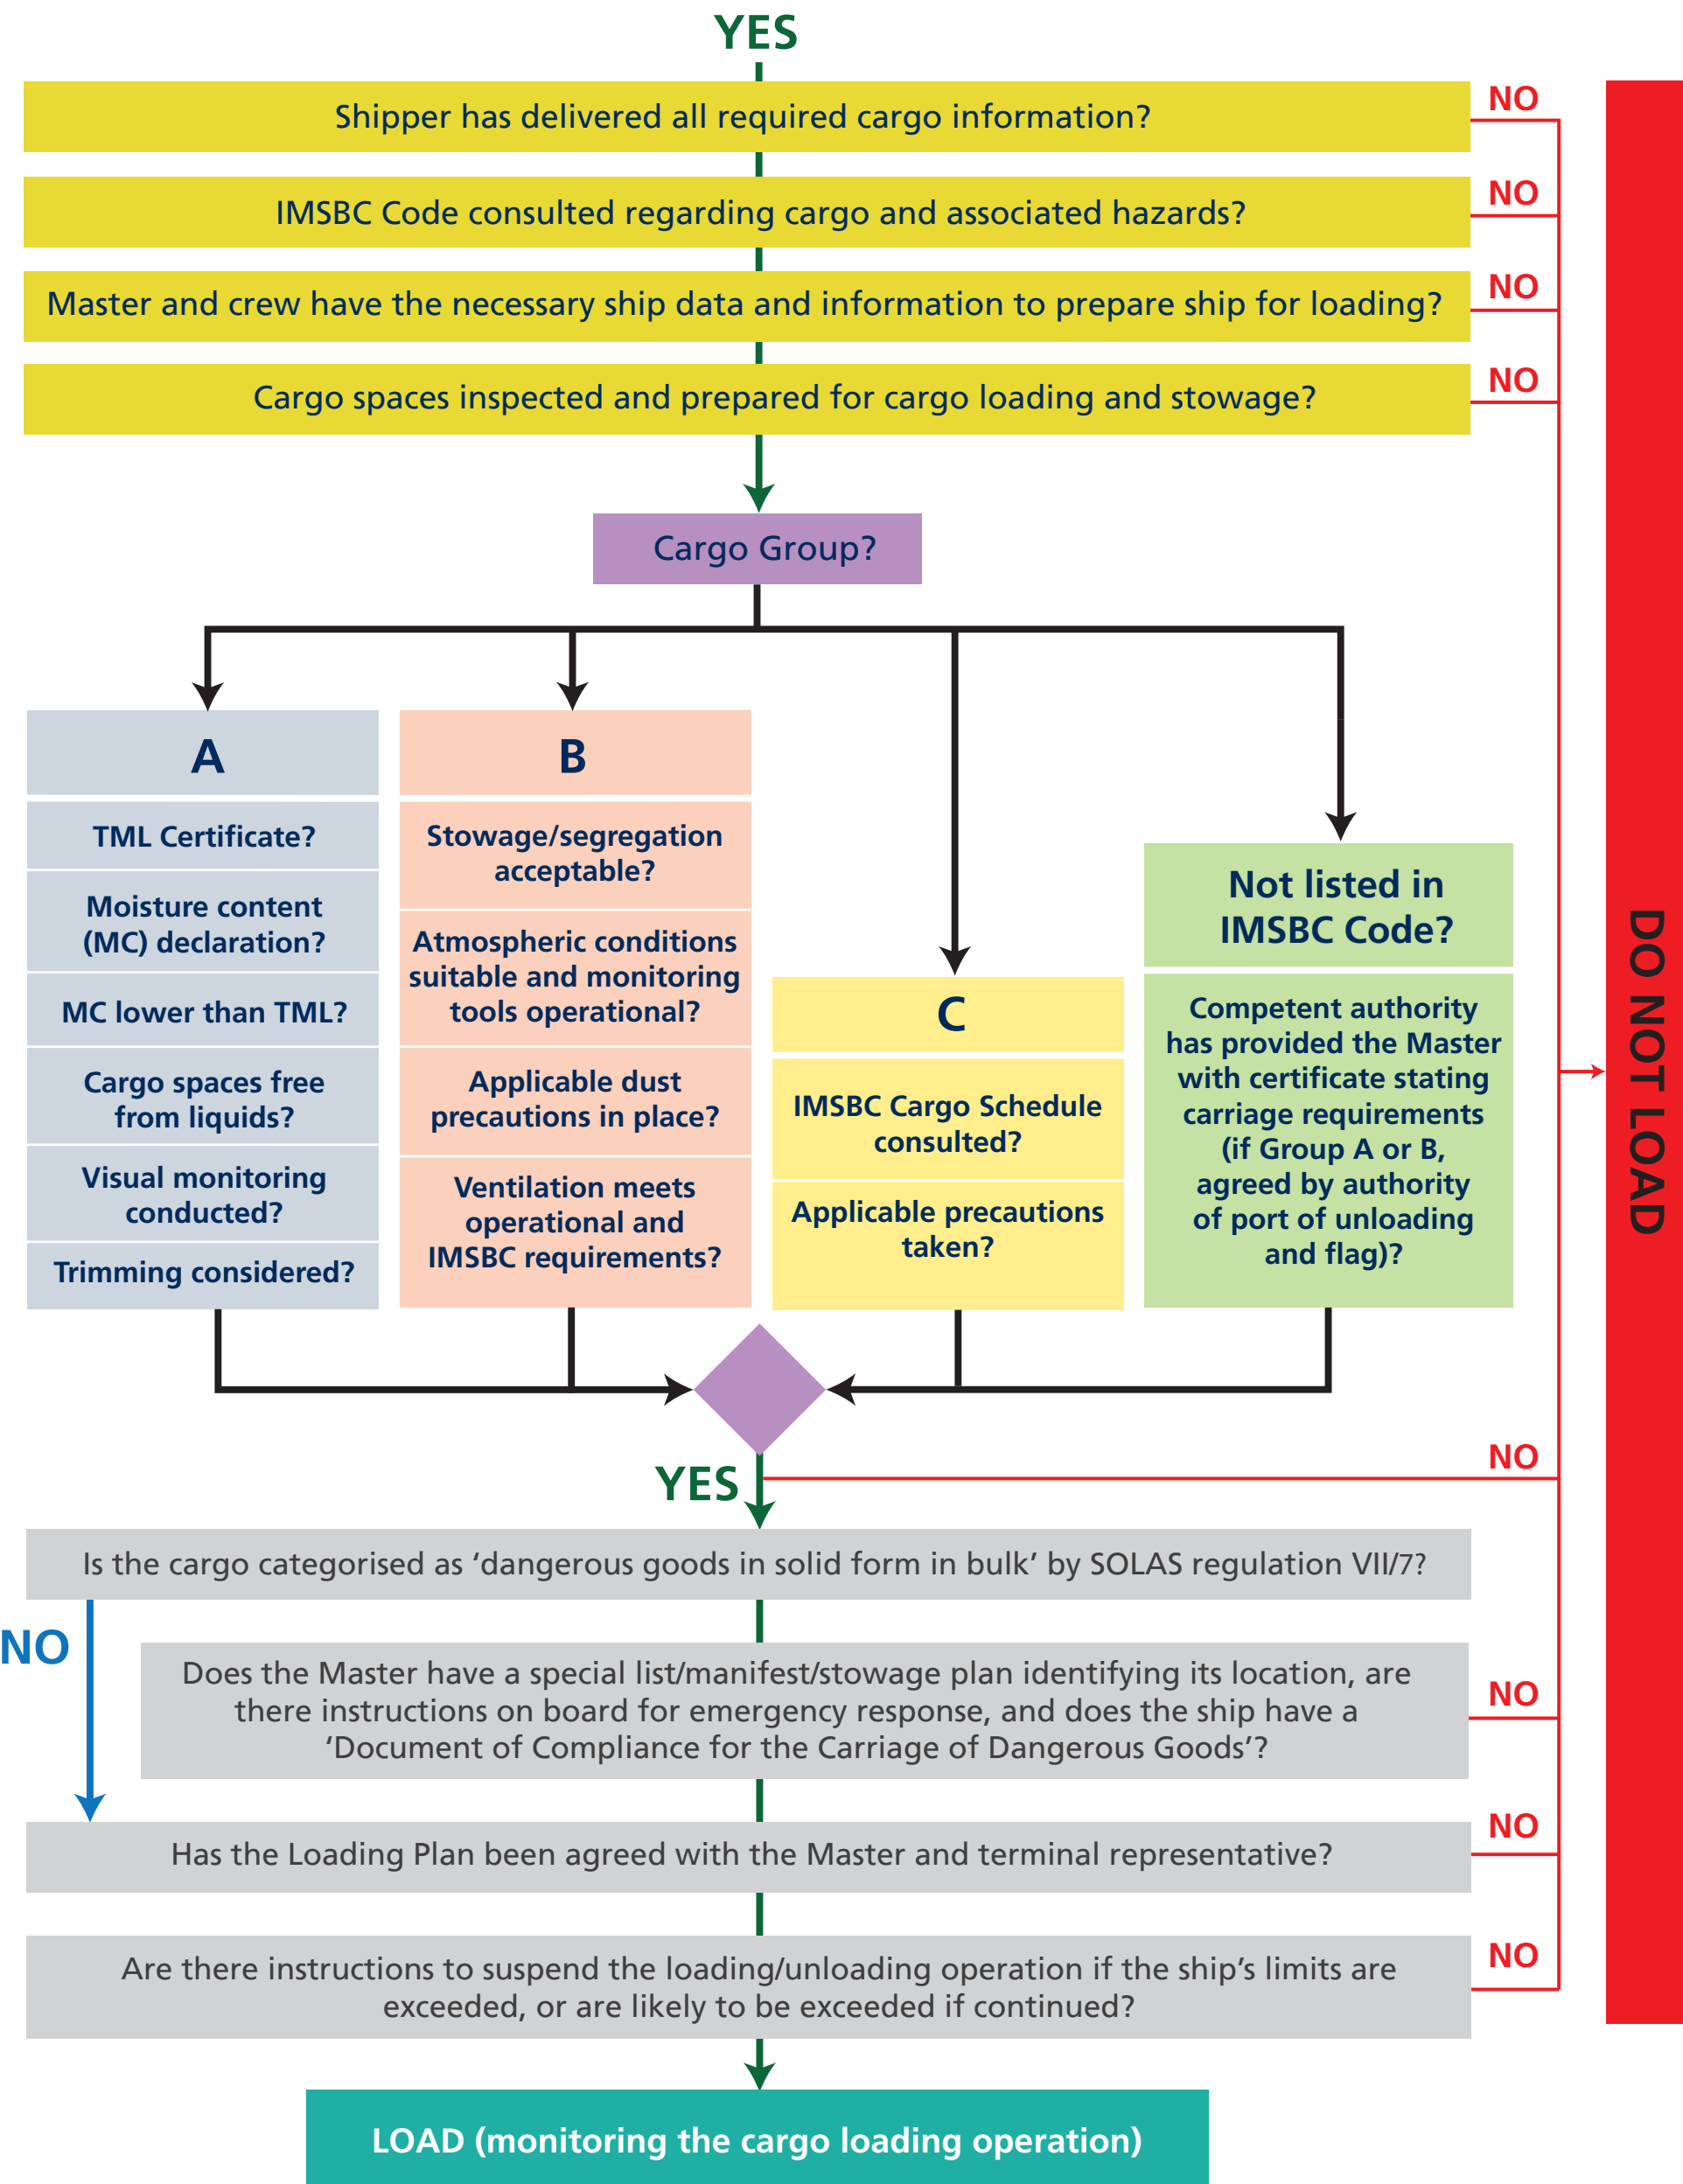 YES
Shipper has delivered all required cargo information?
NO
IMSBC Code consulted regarding cargo and associated hazards?
NO
Master and crew have the necessary ship data and information to prepare ship for loading?
NO
Cargo spaces inspected and prepared for cargo loading and stowage?
NO
Cargo Group?
A
TML Certificate?
Moisture content
(MC) declaration?
MC lower than TML?
Cargo spaces free
from liquids?
Visual monitoring
conducted?
Trimming considered?
B
Stowage/segregation
acceptable?
Atmospheric conditions
suitable and monitoring
tools operational?
Applicable dust
precautions in place?
Ventilation meets
operational and
IMSBC requirements?
C
IMSBC Cargo Schedule
consulted?
Applicable precautions
taken?
Not listed in
IMSBC Code?
Competent authority
has provided the Master
with certificate stating
carriage requirements
(if Group A or B,
agreed by authority
of port of unloading
and flag)?
DO NOT LOAD
YES
NO
Is the cargo categorised as ‘dangerous goods in solid form in bulk’ by SOLAS regulation VII/7?
NO
Does the Master have a special list/manifest/stowage plan identifying its location, are
there instructions on board for emergency response, and does the ship have a
‘Document of Compliance for the Carriage of Dangerous Goods’?
NO
Has the Loading Plan been agreed with the Master and terminal representative?
NO
Are there instructions to suspend the loading/unloading operation if the ship’s limits are
exceeded, or are likely to be exceeded if continued?
NO
LOAD (monitoring the cargo loading operation)